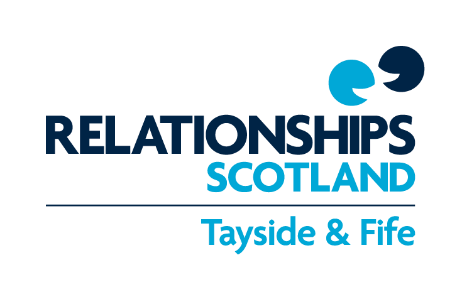 RELATIONSHIPS
SCOTLAND
Tayside & Fife